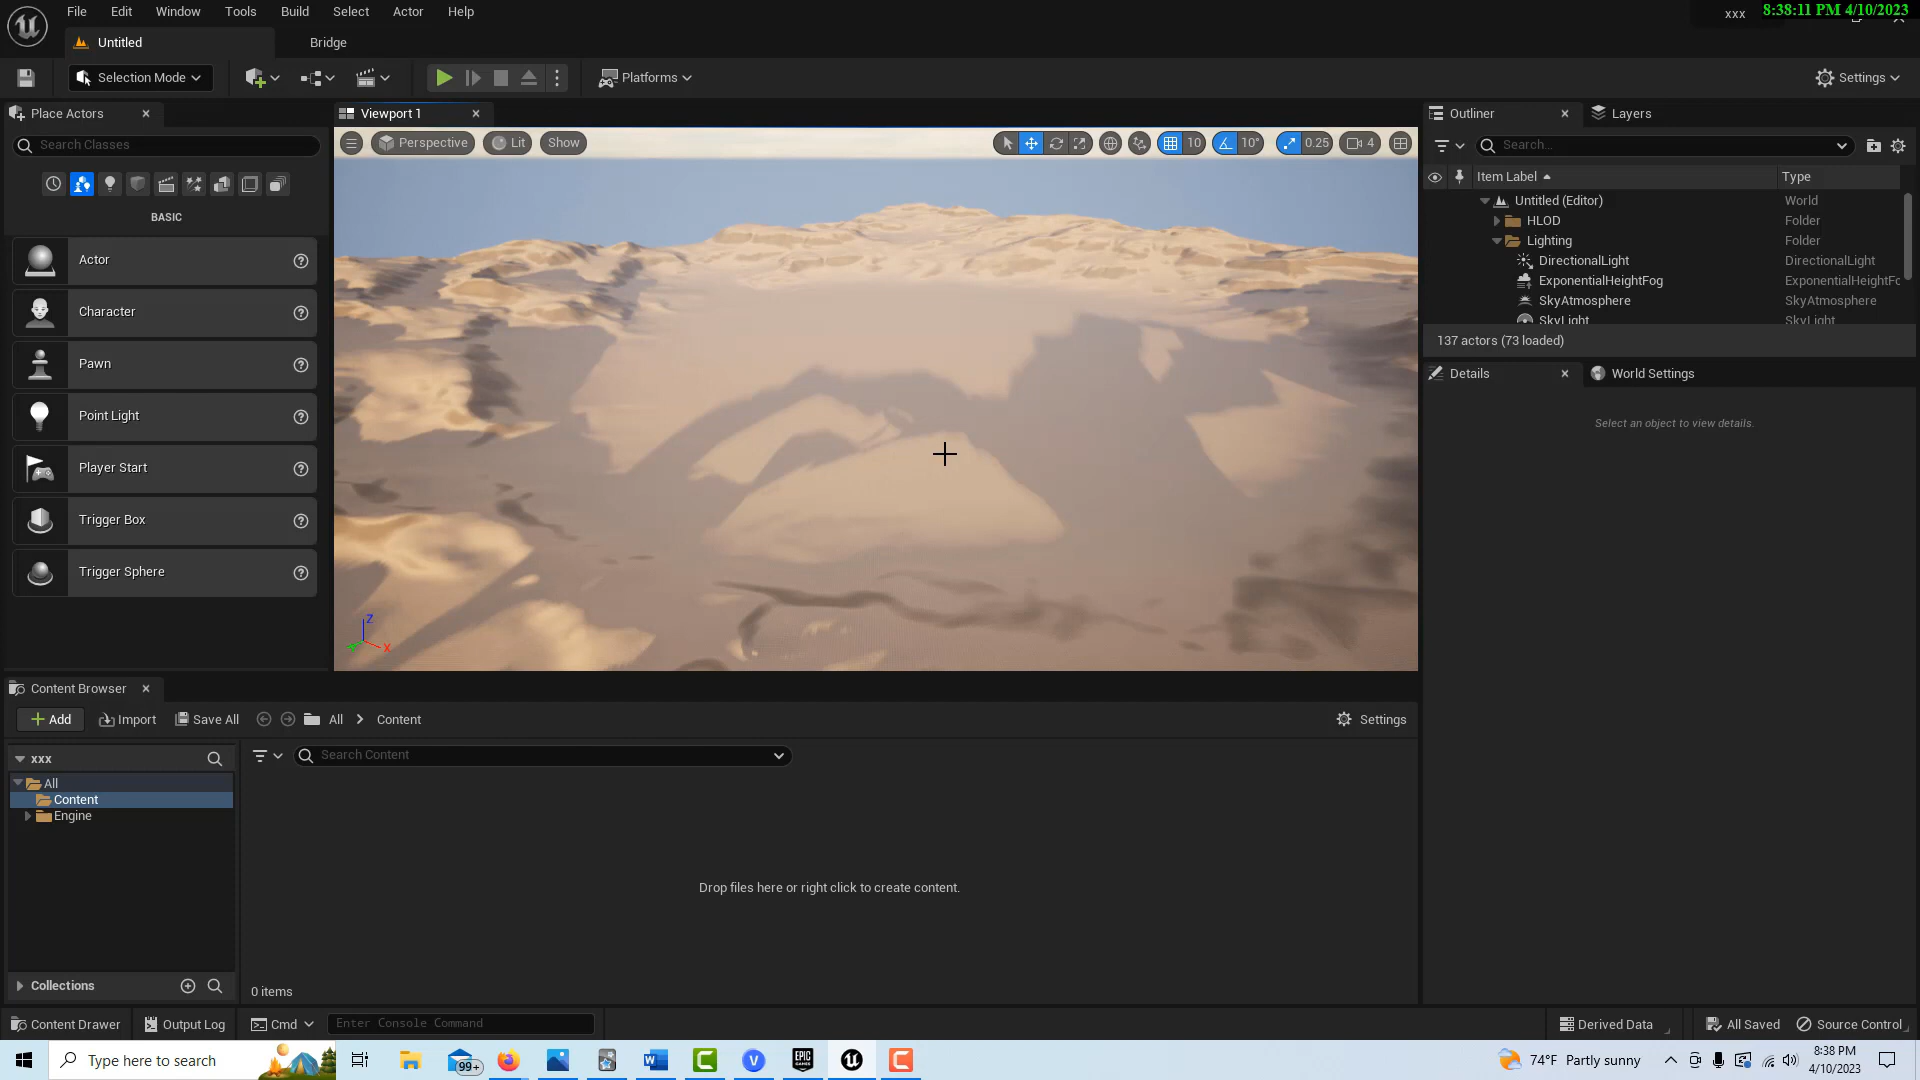 File Edit Window Tools Build Select Actor Help
xxx 8:38:11 PM 4/10/2023
Untitled Bridge
Selection Mode Platforms Settings
Place Actors
Search Classes
BASIC
Actor
Character
Pawn
Point Light
Player Start
Trigger Box
Trigger Sphere
Viewport 1
Perspective Lit Show 10 10° 0.25 4
Z
X
Outliner Layers
Search...
Item Label Type
Untitled (Editor) World
HLOD Folder
Lighting Folder
DirectionalLight DirectionalLight
ExponentialHeightFog ExponentialHeightFc
SkyAtmosphere SkyAtmosphere
SkyLight SkyLight
137 actors (73 loaded)
Details World Settings
Select an object to view details.
Content Browser
Add Import Save All All Content Settings
xxx Search Content
All
Content
Engine
Drop files here or right click to create content.
Collections
0 items
Content Drawer Output Log Cmd Enter Console Command Derived Data All Saved Source Control
Type here to search 99+ EPIC GAMES 74°F Partly sunny 8:38 PM
4/10/2023